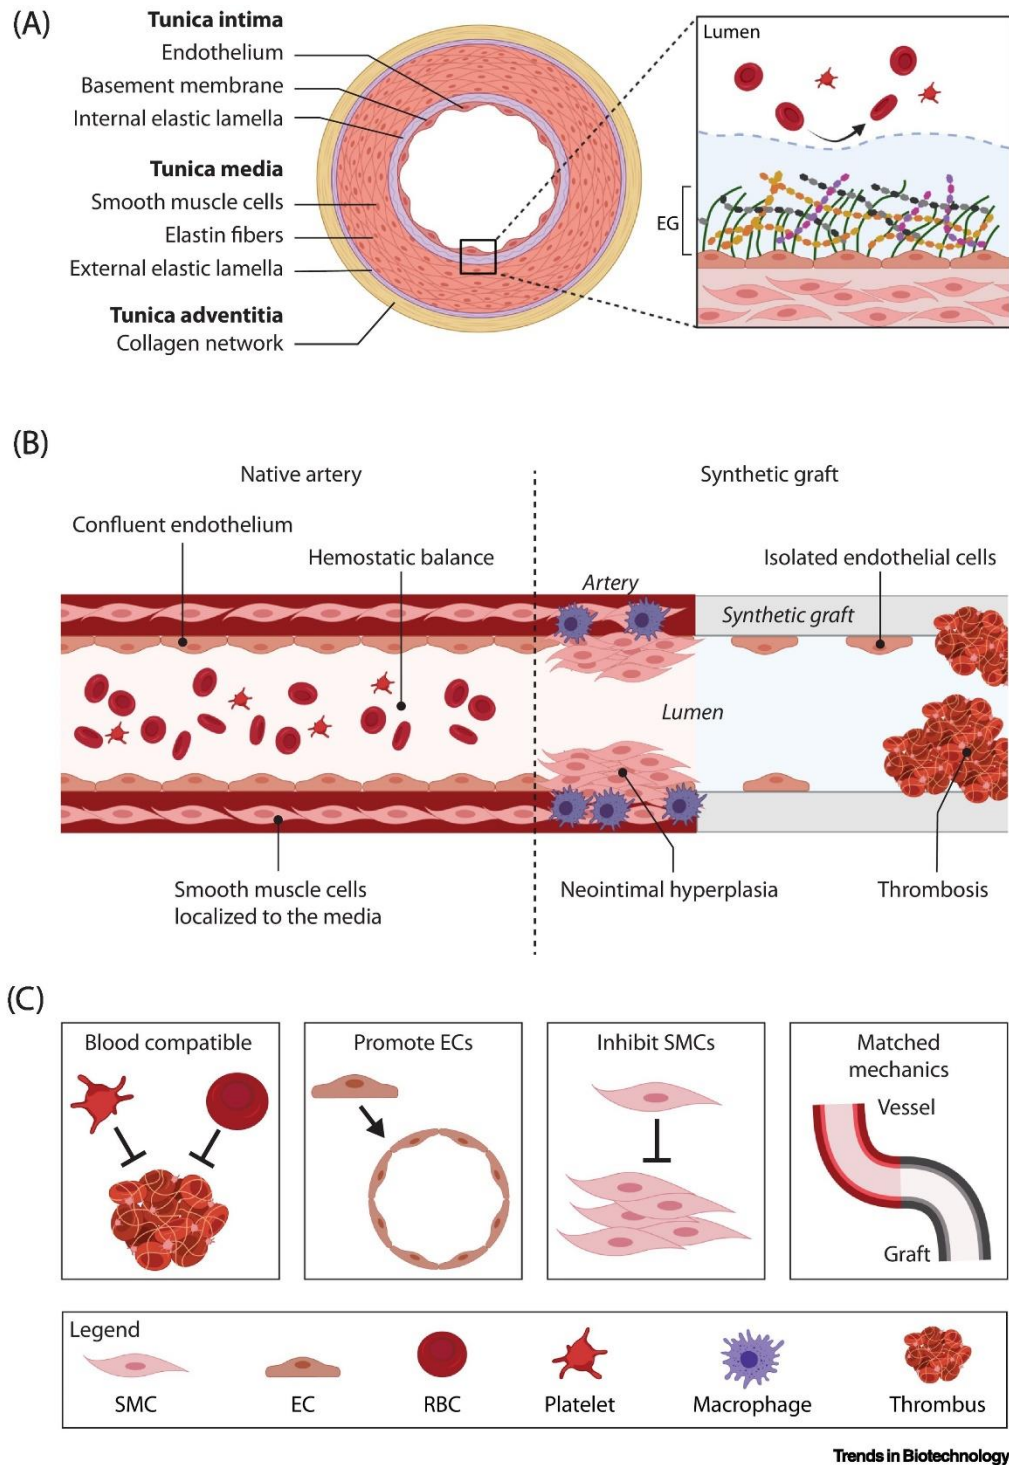 (A)
Tunica intima
Endothelium
Basement membrane
Internal elastic lamella
Tunica media
Smooth muscle cells
Elastin fibers
External elastic lamella
Tunica adventitia
Collagen network
Lumen
EG
(B)
Native artery
Synthetic graft
Confluent endothelium
Hemostatic balance
Isolated endothelial cells
Artery
Synthetic graft
Lumen
Smooth muscle cells
localized to the media
Neointimal hyperplasia
Thrombosis
(C)
Blood compatible
Promote ECs
Inhibit SMCs
Matched
mechanics
Vessel
Graft
Legend
SMC
EC
RBC
Platelet
Macrophage
Thrombus
Trends in Biotechnology